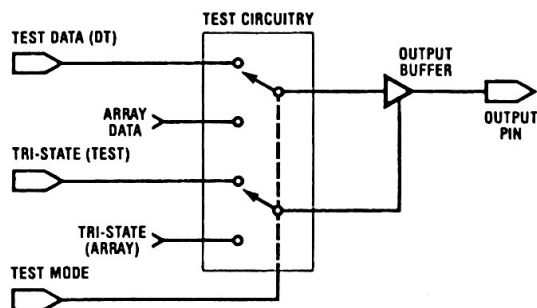 TEST CIRCUITRY
TEST DATA (DT)
OUTPUT
BUFFER
ARRAY
DATA
OUTPUT
PIN
TRI-STATE (TEST)
TRI-STATE
(ARRAY)
TEST MODE